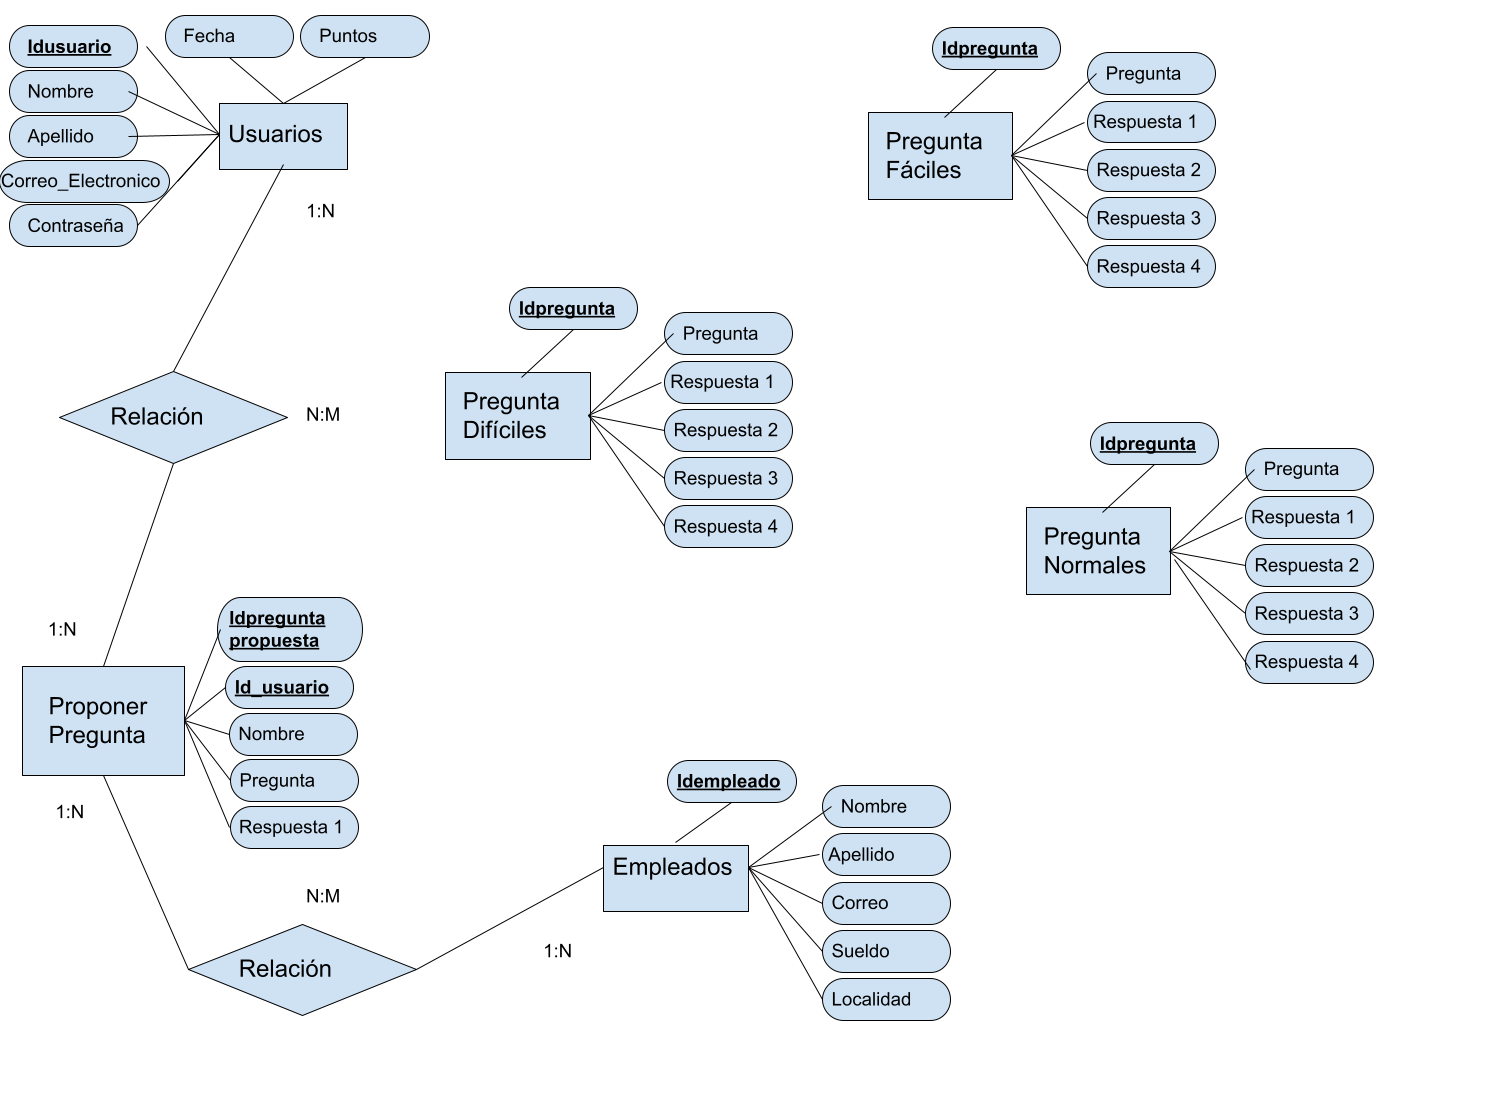 Idusuario
Nombre
Apellido
Correo_Electronico
Contraseña
Fecha
Puntos
Usuarios
1:N
Relación
N:M
1:N
Proponer
Pregunta
Idpregunta
propuesta
Id_usuario
Nombre
Pregunta
Respuesta 1
1:N
N:M
Relación
1:N
Idempleado
Empleados
Nombre
Apellido
Correo
Sueldo
Localidad
Idpregunta
Pregunta
Difíciles
Pregunta
Respuesta 1
Respuesta 2
Respuesta 3
Respuesta 4
Idpregunta
Pregunta
Fáciles
Pregunta
Respuesta 1
Respuesta 2
Respuesta 3
Respuesta 4
Idpregunta
Pregunta
Normales
Pregunta
Respuesta 1
Respuesta 2
Respuesta 3
Respuesta 4